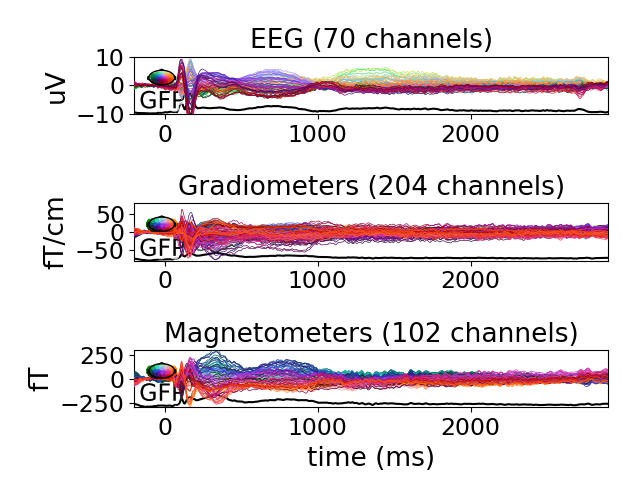 EEG (70 channels)
10
0
−10
uV
GFP
0
1000
2000
Gradiometers (204 channels)
50
0
−50
fT/cm
GFP
0
1000
2000
Magnetometers (102 channels)
250
0
−250
fT
GFP
0
1000
2000
time (ms)